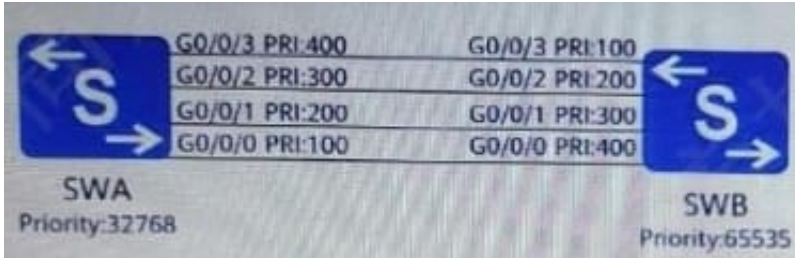 G0/0/3 PRI:400 G0/0/3 PRI:100
G0/0/2 PRI:300 G0/0/2 PRI:200
S G0/0/1 PRI:200 G0/0/1 PRI:300 S
G0/0/0 PRI:100 G0/0/0 PRI:400
SWA SWB
Priority:32768 Priority:65535